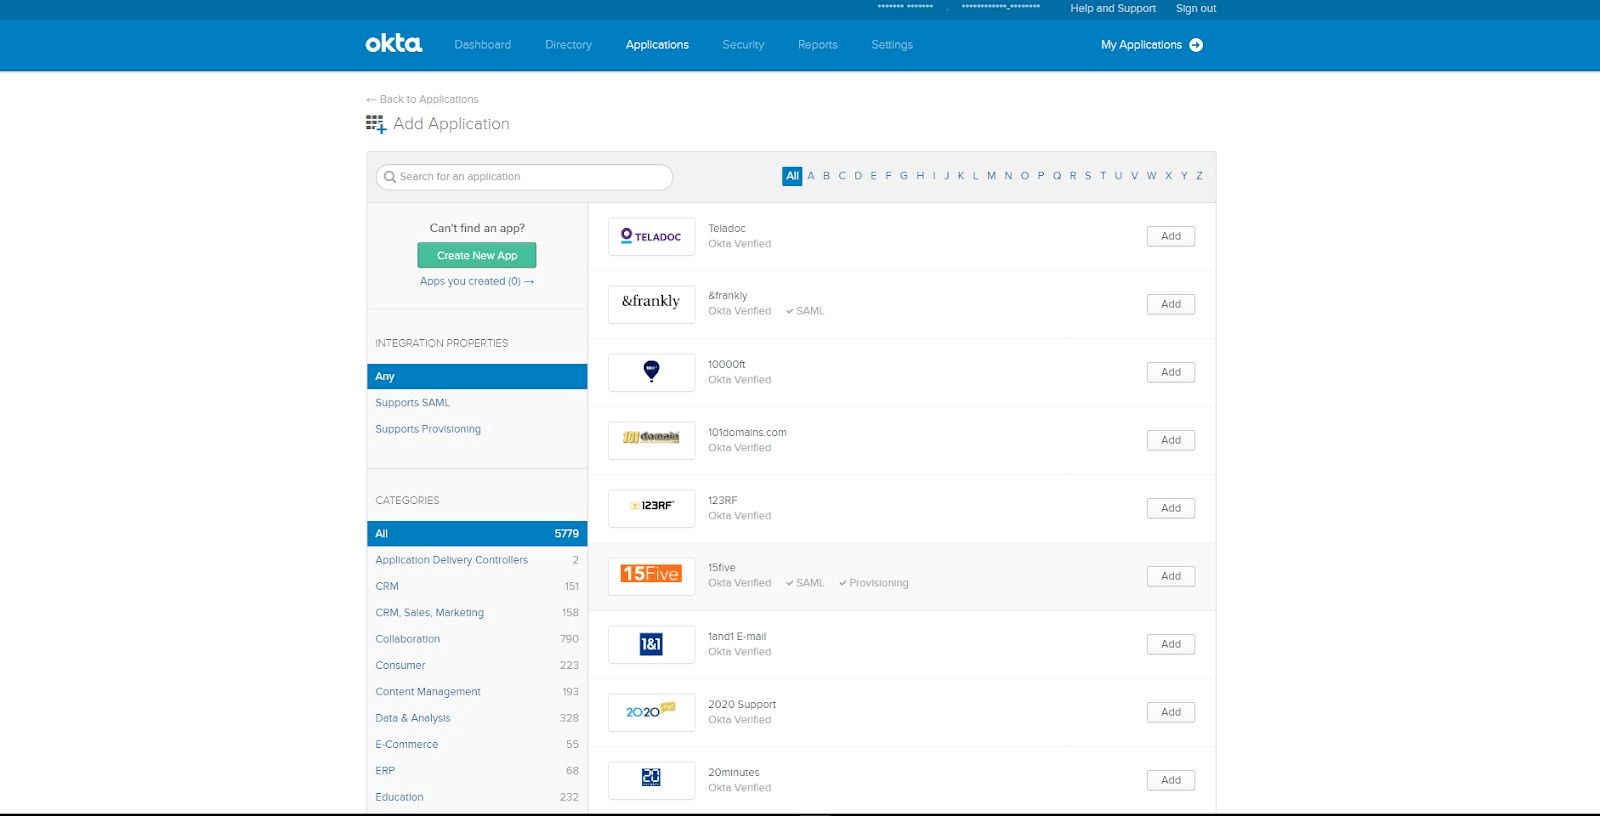 Help and Support Sign out
okta Dashboard Directory Applications Security Reports Settings My Applications
← Back to Applications
Add Application
Search for an application
All A B C D E F G H I J K L M N O P Q R S T U V W X Y Z
Can't find an app?
Create New App
Apps you created (0) →
INTEGRATION PROPERTIES
Any
Supports SAML
Supports Provisioning
CATEGORIES
All 5779
Application Delivery Controllers 2
CRM 151
CRM, Sales, Marketing 158
Collaboration 790
Consumer 223
Content Management 193
Data & Analysis 328
E-Commerce 55
ERP 68
Education 232
TELADOC
Teladoc
Okta Verified
Add
&frankly
&frankly
Okta Verified ✓ SAML
Add
10000ft
Okta Verified
Add
101domain
101domains.com
Okta Verified
Add
123RF
123RF
Okta Verified
Add
15Five
15five
Okta Verified ✓ SAML ✓ Provisioning
Add
1&1
1and1 E-mail
Okta Verified
Add
2020
2020 Support
Okta Verified
Add
20
20minutes
Okta Verified
Add